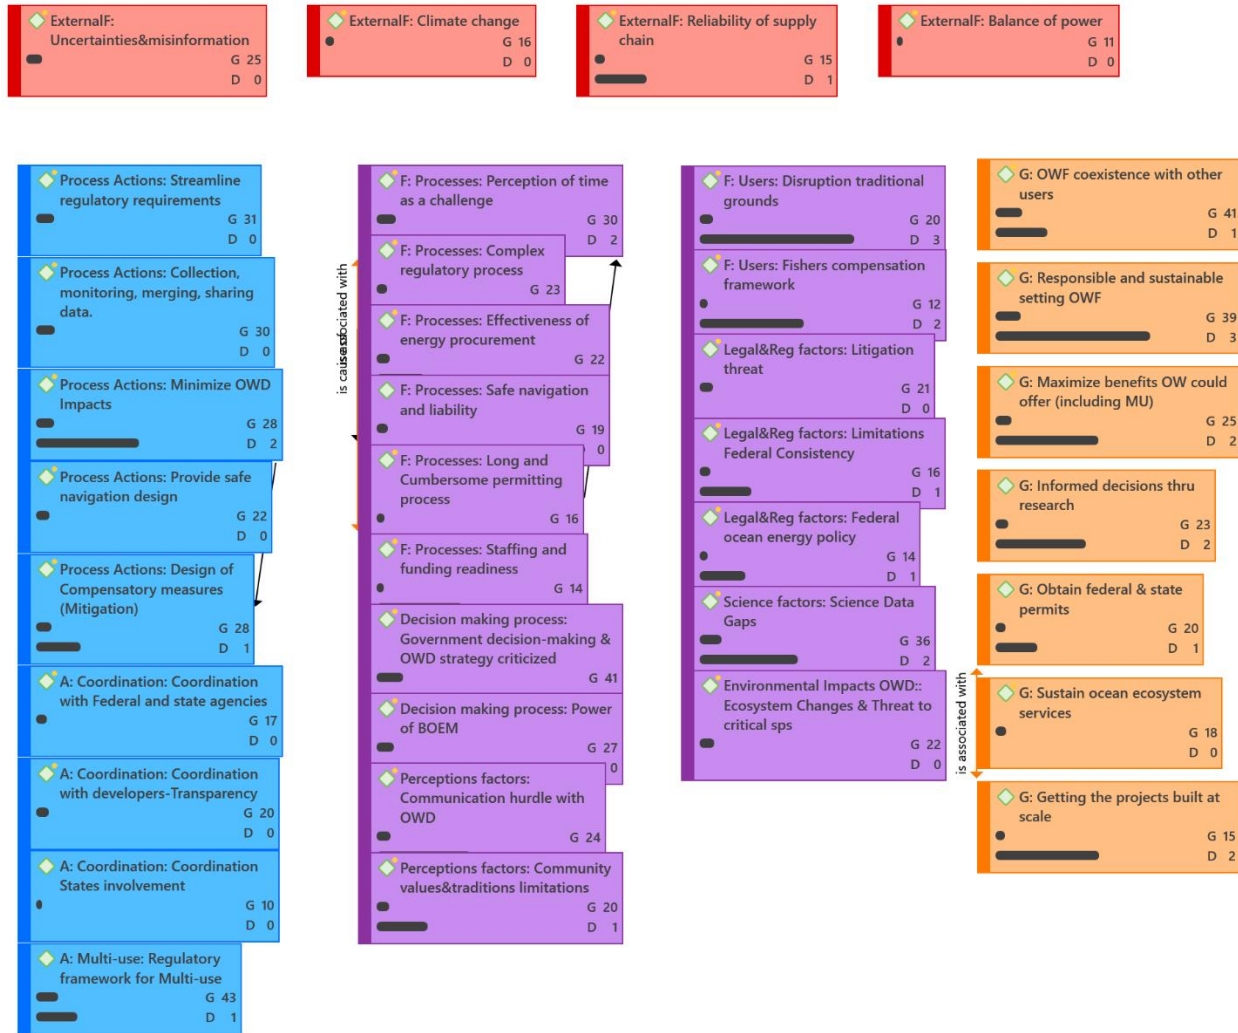 ExternalF:
Uncertainties&misinformation
G 25
D 0
ExternalF: Climate change
G 16
D 0
ExternalF: Reliability of supply
chain
G 15
D 1
ExternalF: Balance of power
G 11
D 0
Process Actions: Streamline
regulatory requirements
G 31
D 0
Process Actions: Collection,
monitoring, merging, sharing
data.
G 30
D 0
Process Actions: Minimize OWD
Impacts
G 28
D 2
Process Actions: Provide safe
navigation design
G 22
D 0
Process Actions: Design of
Compensatory measures
(Mitigation)
G 28
D 1
A: Coordination: Coordination
with Federal and state agencies
G 17
D 0
A: Coordination: Coordination
with developers-Transparency
G 20
D 0
A: Coordination: Coordination
States involvement
G 10
D 0
A: Multi-use: Regulatory
framework for Multi-use
G 43
D 1
is associated with
is cause of
F: Processes: Perception of time
as a challenge
G 30
D 2
F: Processes: Complex
regulatory process
G 23
F: Processes: Effectiveness of
energy procurement
G 22
F: Processes: Safe navigation
and liability
G 19
0
F: Processes: Long and
Cumbersome permitting
process
G 16
F: Processes: Staffing and
funding readiness
G 14
Decision making process:
Government decision-making &
OWD strategy criticized
G 41
Decision making process: Power
of BOEM
G 27
0
Perceptions factors:
Communication hurdle with
OWD
G 24
Perceptions factors: Community
values&traditions limitations
G 20
D 1
F: Users: Disruption traditional
grounds
G 20
D 3
F: Users: Fishers compensation
framework
G 12
D 2
Legal&Reg factors: Litigation
threat
G 21
D 0
Legal&Reg factors: Limitations
Federal Consistency
G 16
D 1
Legal&Reg factors: Federal
ocean energy policy
G 14
D 1
Science factors: Science Data
Gaps
G 36
D 2
Environmental Impacts OWD::
Ecosystem Changes & Threat to
critical sps
G 22
D 0
G: OWF coexistence with other
users
G 41
D 1
G: Responsible and sustainable
setting OWF
G 39
D 3
G: Maximize benefits OW could
offer (including MU)
G 25
D 2
G: Informed decisions thru
research
G 23
D 2
G: Obtain federal & state
permits
G 20
D 1
is associated with
G: Sustain ocean ecosystem
services
G 18
D 0
G: Getting the projects built at
scale
G 15
D 2